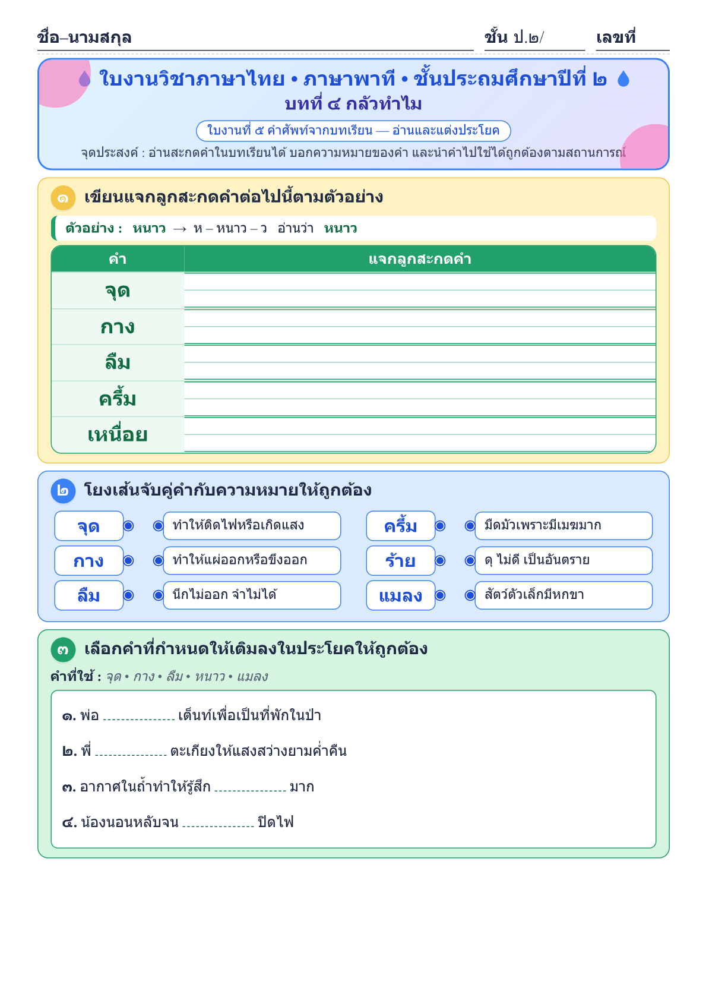 ชื่อ–นามสกุล ชั้น ป.๒/ เลขที่
ใบงานวิชาภาษาไทย • ภาษาพาที • ชั้นประถมศึกษาปีที่ ๒
บทที่ ๔ กลัวทำไม
ใบงานที่ ๕ คำศัพท์จากบทเรียน — อ่านและแต่งประโยค
จุดประสงค์ : อ่านสะกดคำในบทเรียนได้ บอกความหมายของคำ และนำคำไปใช้ได้ถูกต้องตามสถานการณ์
๑ เขียนแจกลูกสะกดคำต่อไปนี้ตามตัวอย่าง
ตัวอย่าง : หนาว → ห – หนาว – ว อ่านว่า หนาว
คำ แจกลูกสะกดคำ
จุด
กาง
ลืม
ครึ้ม
เหนื่อย
๒ โยงเส้นจับคู่คำกับความหมายให้ถูกต้อง
จุด ทำให้ติดไฟหรือเกิดแสง ครึ้ม มืดมัวเพราะมีเมฆมาก
กาง ทำให้แผ่ออกหรือขึงออก ร้าย ดุ ไม่ดี เป็นอันตราย
ลืม นึกไม่ออก จำไม่ได้ แมลง สัตว์ตัวเล็กมีหกขา
๓ เลือกคำที่กำหนดให้เติมลงในประโยคให้ถูกต้อง
คำที่ใช้ : จุด • กาง • ลืม • หนาว • แมลง
๑. พ่อ ................ เต็นท์เพื่อเป็นที่พักในป่า
๒. พี่ ................ ตะเกียงให้แสงสว่างยามค่ำคืน
๓. อากาศในถ้ำทำให้รู้สึก ................ มาก
๔. น้องนอนหลับจน ................ ปิดไฟ